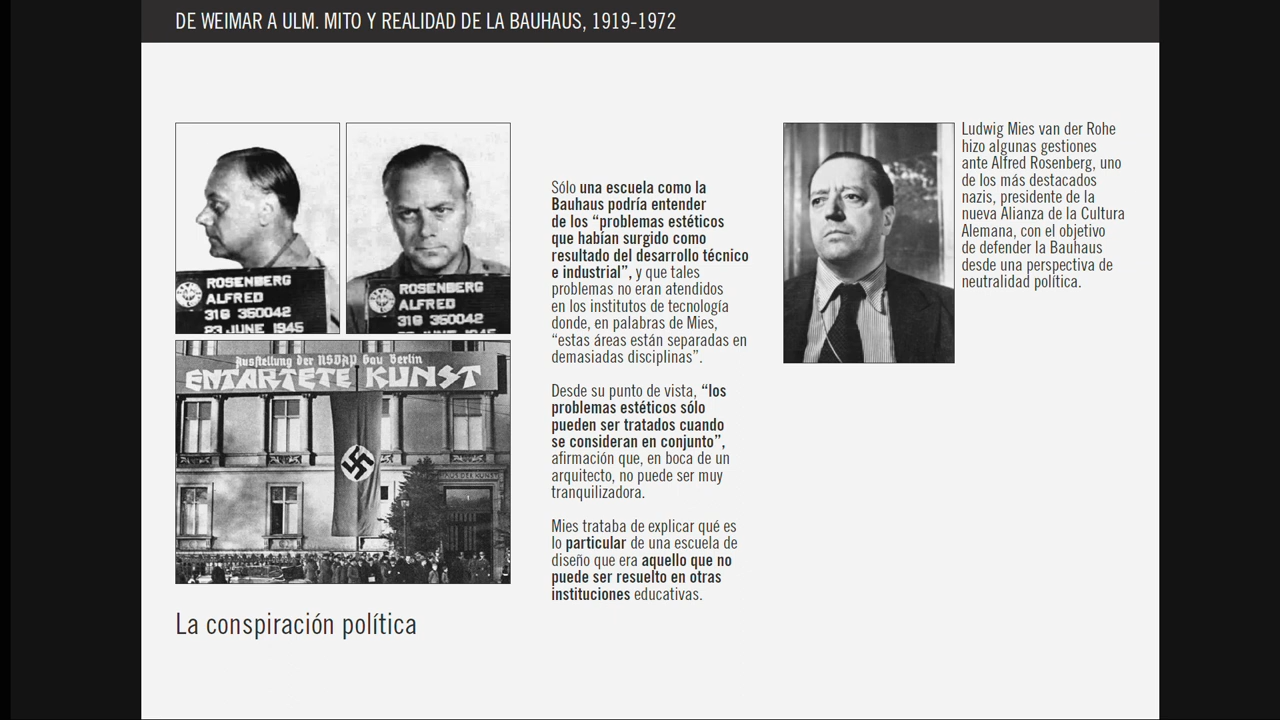 DE WEIMAR A ULM. MITO Y REALIDAD DE LA BAUHAUS, 1919-1972
ROSENBERG
ALFRED
31G 350042
23 JUNE 1945
ROSENBERG
ALFRED
31G 350042
23 JUNE 1945
Ausstellung der NSDAP Gau Berlin
ENTARTETE KUNST
HAUS DER KUNST
La conspiración política
Sólo una escuela como la
Bauhaus podría entender
de los “problemas estéticos
que habían surgido como
resultado del desarrollo técnico
e industrial”, y que tales
problemas no eran atendidos
en los institutos de tecnología
donde, en palabras de Mies,
“estas áreas están separadas en
demasiadas disciplinas”.
Desde su punto de vista, “los
problemas estéticos sólo
pueden ser tratados cuando
se consideran en conjunto”,
afirmación que, en boca de un
arquitecto, no puede ser muy
tranquilizadora.
Mies trataba de explicar qué es
lo particular de una escuela de
diseño que era aquello que no
puede ser resuelto en otras
instituciones educativas.
Ludwig Mies van der Rohe
hizo algunas gestiones
ante Alfred Rosenberg, uno
de los más destacados
nazis, presidente de la
nueva Alianza de la Cultura
Alemana, con el objetivo
de defender la Bauhaus
desde una perspectiva de
neutralidad política.